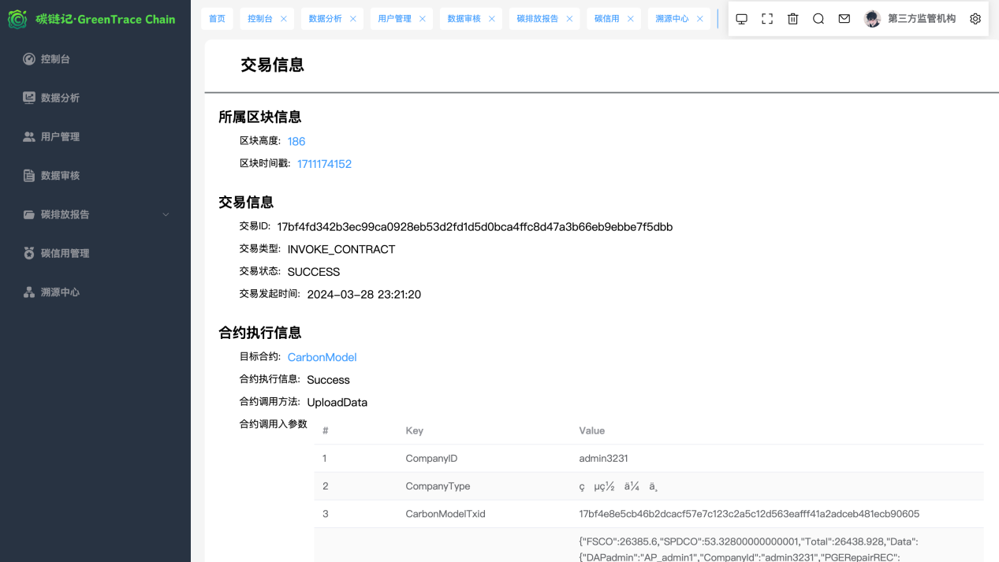 碳链记·GreenTrace Chain
首页 控制台 数据分析 用户管理 数据审核 碳排放报告 碳信用 溯源中心 第三方监管机构
控制台
数据分析
用户管理
数据审核
碳排放报告
碳信用管理
溯源中心
交易信息
所属区块信息
区块高度: 186
区块时间戳: 1711174152
交易信息
交易ID: 17bf4fd342b3ec99ca0928eb53d2fd1d5d0bca4ffc8d47a3b66eb9ebbe7f5dbb
交易类型: INVOKE_CONTRACT
交易状态: SUCCESS
交易发起时间: 2024-03-28 23:21:20
合约执行信息
目标合约: CarbonModel
合约执行信息: Success
合约调用方法: UploadData
合约调用入参数
# Key Value
1 CompanyID admin3231
2 CompanyType ç µç½ ä¼ ä¸
3 CarbonModelTxid 17bf4e8e5cb46b2dcacf57e7c123c2a5c12d563eafff41a2adceb481ecb90605
{"FSCO":26385.6,"SPDCO":53.32800000000001,"Total":26438.928,"Data":
{"DAPadmin":"AP_admin1","CompanyId":"admin3231","PGERepairREC":